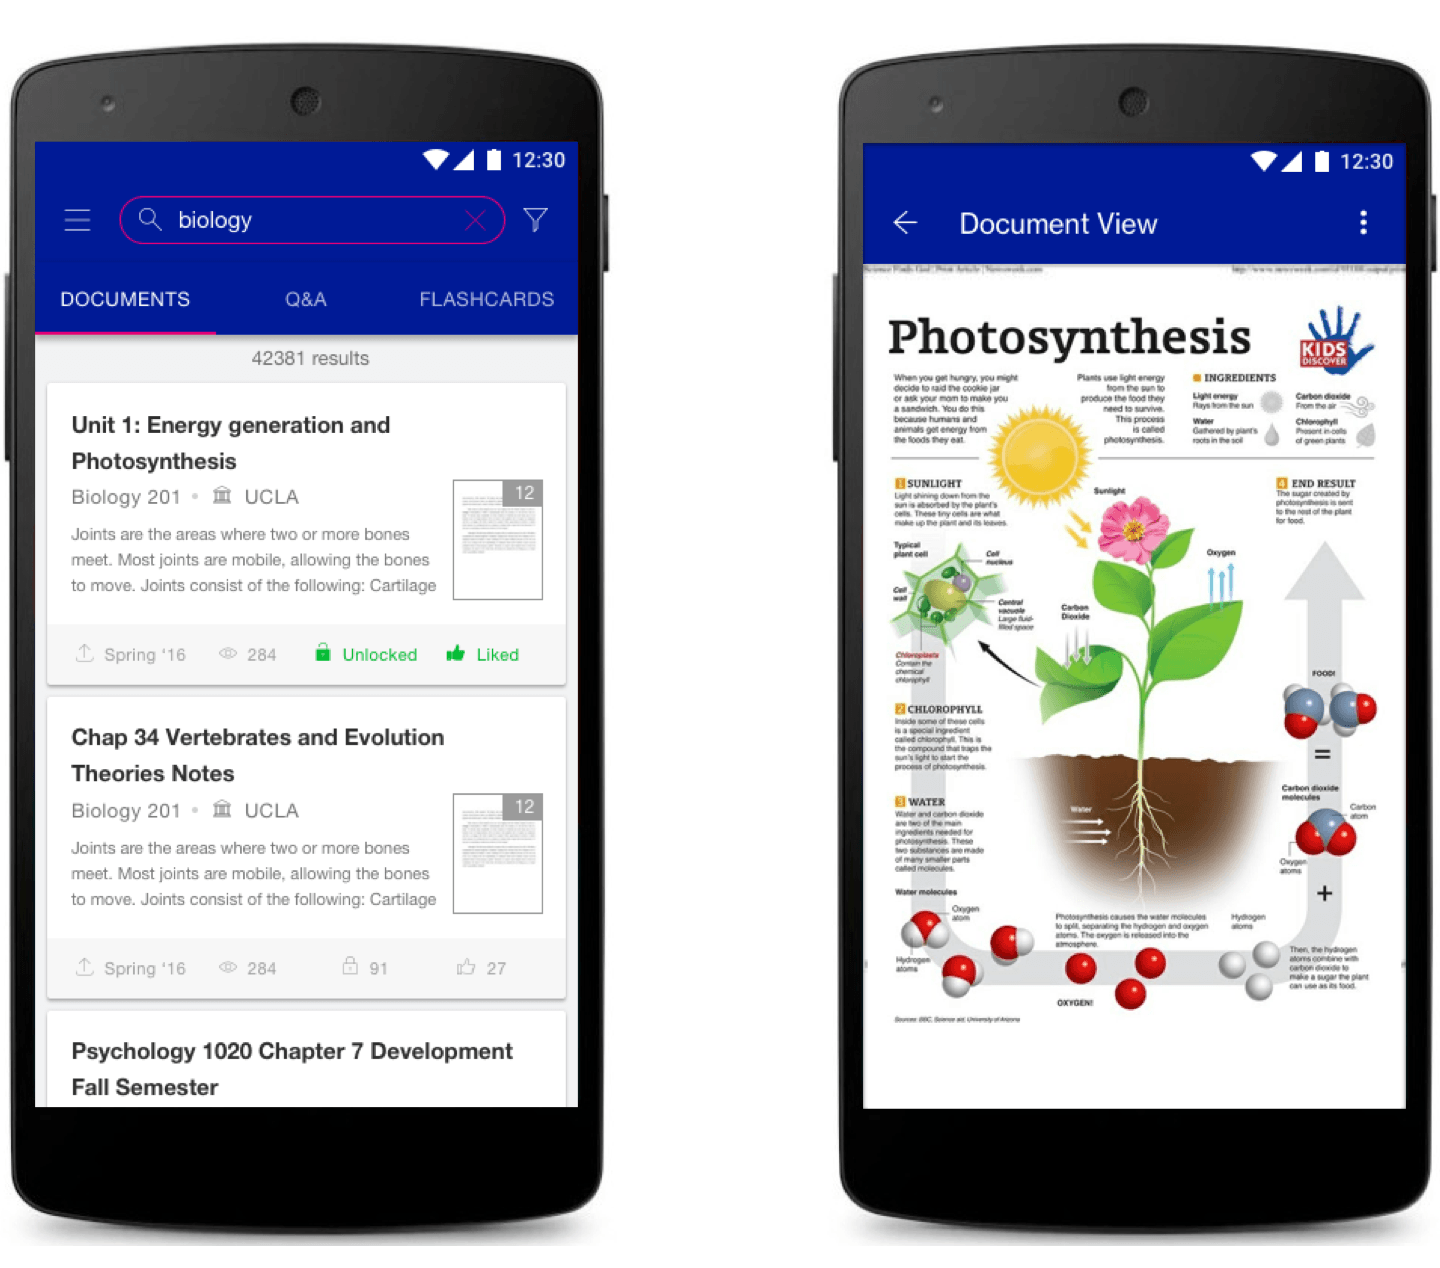 12:30
biology
DOCUMENTS
Q&A
FLASHCARDS
42381 results
Unit 1: Energy generation and
Photosynthesis
Biology 201 • UCLA
12
Joints are the areas where two or more bones
meet. Most joints are mobile, allowing the bones
to move. Joints consist of the following: Cartilage
Spring ‘16
284
Unlocked
Liked
Chap 34 Vertebrates and Evolution
Theories Notes
Biology 201 • UCLA
12
Joints are the areas where two or more bones
meet. Most joints are mobile, allowing the bones
to move. Joints consist of the following: Cartilage
Spring ‘16
284
91
27
Psychology 1020 Chapter 7 Development
Fall Semester
12:30
Document View
Photosynthesis
KIDS
DISCOVER
When you get hungry, you might
decide to raid the cookie jar
or ask your mom to make you
a sandwich. You do this
because humans and
animals get energy from
the foods they eat.
Plants use light energy
from the sun to
produce the food they
need to survive.
This process
is called
photosynthesis.
INGREDIENTS
Light energy
Rays from the sun
Carbon dioxide
From the air
Water
Gathered by plant's
roots in the soil
Chlorophyll
Present in cells
of green plants
1 SUNLIGHT
Light shining down from the
sun is absorbed by the plant's
cells. These tiny cells are what
make up the plant and its leaves.
Sunlight
4 END RESULT
The sugar created by
photosynthesis is sent
to the rest of the plant
for food.
Typical
plant cell
Cell
nucleus
Cell
wall
Central
vacuole
Large fluid-
filled space
Chloroplasts
Contain the
chemical
chlorophyll
Carbon
Dioxide
Oxygen
FOOD!
2 CHLOROPHYLL
Inside some of these cells
is a special ingredient
called chlorophyll. This is
the compound that traps the
sun's light to start the
process of photosynthesis.
=
Carbon dioxide
molecules
Carbon
atom
Oxygen
atoms
+
3 WATER
Water and carbon dioxide
are two of the main
ingredients needed for
photosynthesis. These
two substances are made
of many smaller parts
called molecules.
Water
Water molecules
Oxygen
atom
Hydrogen
atoms
Photosynthesis causes the water molecules
to split, separating the hydrogen and oxygen
atoms. The oxygen is released into the
atmosphere.
OXYGEN!
Hydrogen
atoms
Then, the hydrogen
atoms combine with
carbon dioxide to
make a sugar the plant
can use as its food.
Sources: BBC, Science aid, University of Arizona